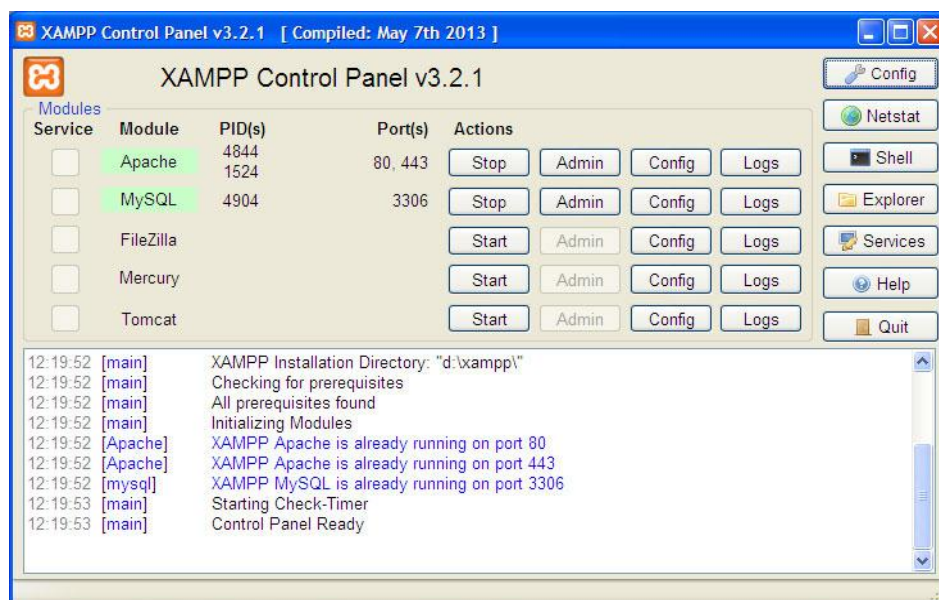 XAMPP Control Panel v3.2.1 [ Compiled: May 7th 2013 ]
XAMPP Control Panel v3.2.1
Config
Modules
Netstat
Service Module PID(s) Port(s) Actions
Apache 4844 1524 80, 443 Stop Admin Config Logs
Shell
MySQL 4904 3306 Stop Admin Config Logs
Explorer
FileZilla Start Admin Config Logs
Services
Mercury Start Admin Config Logs
Help
Tomcat Start Admin Config Logs
Quit
12:19:52 [main] XAMPP Installation Directory: "d:\xampp\"
12:19:52 [main] Checking for prerequisites
12:19:52 [main] All prerequisites found
12:19:52 [main] Initializing Modules
12:19:52 [Apache] XAMPP Apache is already running on port 80
12:19:52 [Apache] XAMPP Apache is already running on port 443
12:19:52 [mysql] XAMPP MySQL is already running on port 3306
12:19:53 [main] Starting Check-Timer
12:19:53 [main] Control Panel Ready